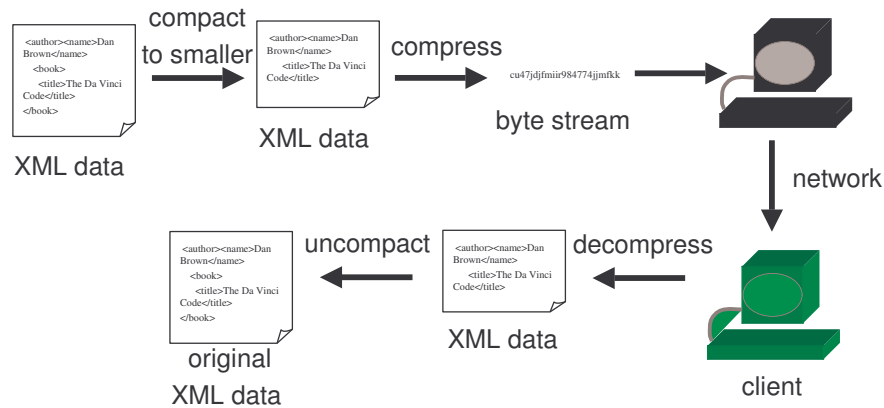 compact
to smaller
<author><name>Dan
Brown</name>
<book>
<title>The Da Vinci
Code</title>
</book>
XML data
<author><name>Dan
Brown</name>
<title>The Da Vinci
Code</title>
XML data
compress
cu47jdjfmiir984774jjmfkk
byte stream
network
client
decompress
<author><name>Dan
Brown</name>
<title>The Da Vinci
Code</title>
XML data
uncompact
<author><name>Dan
Brown</name>
<book>
<title>The Da Vinci
Code</title>
</book>
original
XML data